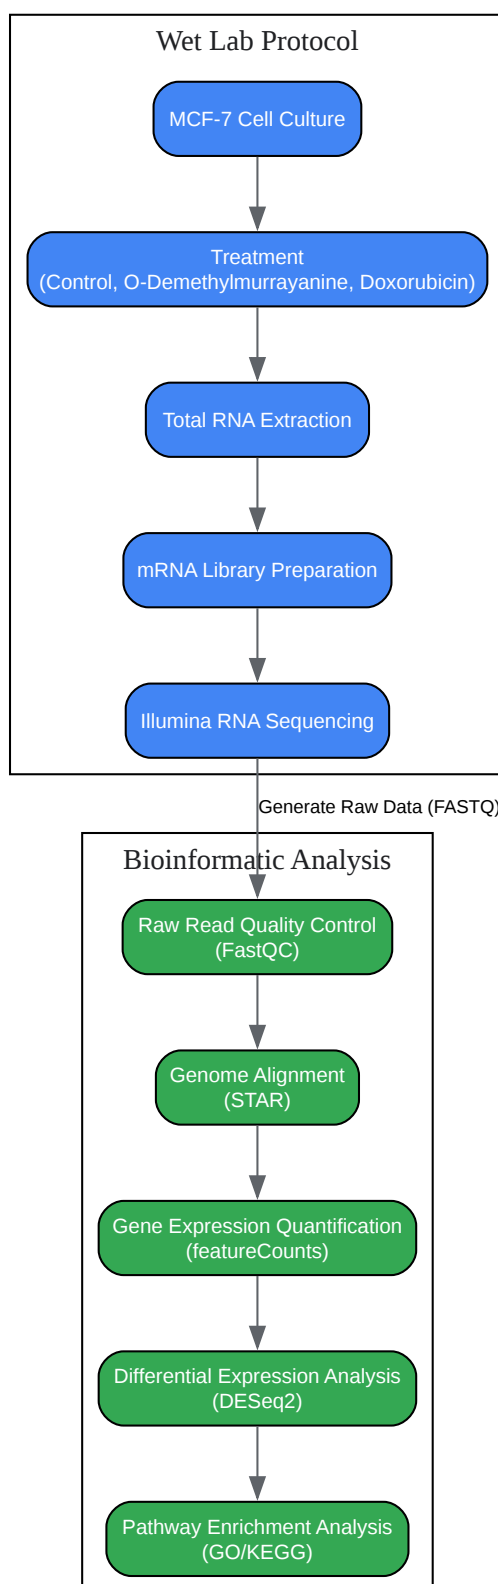 Wet Lab Protocol
MCF-7 Cell Culture
Treatment
(Control, O-Demethylmurrayanine, Doxorubicin)
Total RNA Extraction
mRNA Library Preparation
Illumina RNA Sequencing
Generate Raw Data (FASTQ)
Bioinformatic Analysis
Raw Read Quality Control
(FastQC)
Genome Alignment
(STAR)
Gene Expression Quantification
(featureCounts)
Differential Expression Analysis
(DESeq2)
Pathway Enrichment Analysis
(GO/KEGG)